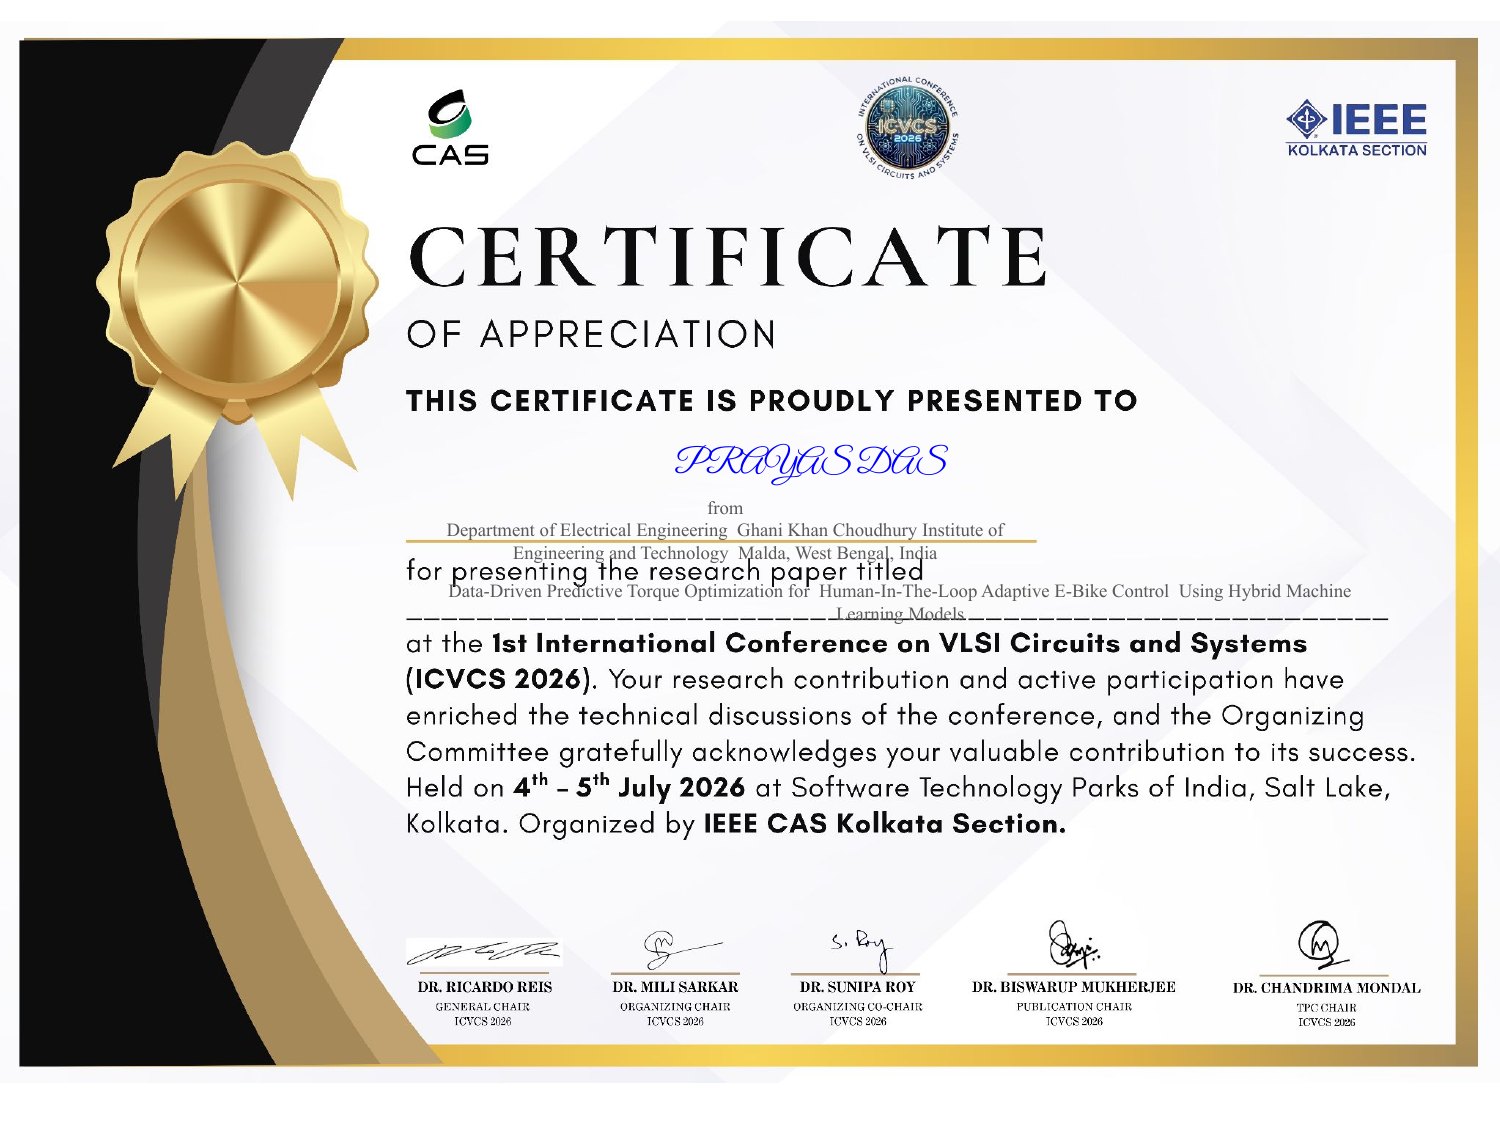 CAS
INTERNATIONAL CONFERENCE
ICVCS
2026
ON VLSI CIRCUITS AND SYSTEMS
IEEE
KOLKATA SECTION
CERTIFICATE
OF APPRECIATION
THIS CERTIFICATE IS PROUDLY PRESENTED TO
PRAYAS DAS
from
Department of Electrical Engineering Ghani Khan Choudhury Institute of
Engineering and Technology Malda, West Bengal, India
for presenting the research paper titled
Data-Driven Predictive Torque Optimization for Human-In-The-Loop Adaptive E-Bike Control Using Hybrid Machine
Learning Models
at the 1st International Conference on VLSI Circuits and Systems
(ICVCS 2026). Your research contribution and active participation have
enriched the technical discussions of the conference, and the Organizing
Committee gratefully acknowledges your valuable contribution to its success.
Held on 4th – 5th July 2026 at Software Technology Parks of India, Salt Lake,
Kolkata. Organized by IEEE CAS Kolkata Section.
S. Roy
DR. RICARDO REIS
GENERAL CHAIR
ICVCS 2026
DR. MILI SARKAR
ORGANIZING CHAIR
ICVCS 2026
DR. SUNIPA ROY
ORGANIZING CO-CHAIR
ICVCS 2026
DR. BISWARUP MUKHERJEE
PUBLICATION CHAIR
ICVCS 2026
DR. CHANDRIMA MONDAL
TPC CHAIR
ICVCS 2026